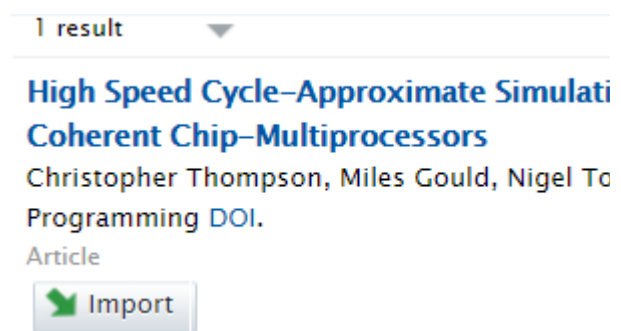 1 result
High Speed Cycle-Approximate Simulati
Coherent Chip-Multiprocessors
Christopher Thompson, Miles Gould, Nigel To
Programming DOI.
Article
Import